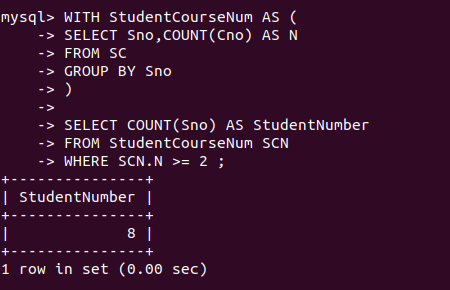 mysql> WITH StudentCourseNum AS (
    -> SELECT Sno,COUNT(Cno) AS N
    -> FROM SC
    -> GROUP BY Sno
    -> )
    ->
    -> SELECT COUNT(Sno) AS StudentNumber
    -> FROM StudentCourseNum SCN
    -> WHERE SCN.N >= 2 ;
+---------------+
| StudentNumber |
+---------------+
|             8 |
+---------------+
1 row in set (0.00 sec)